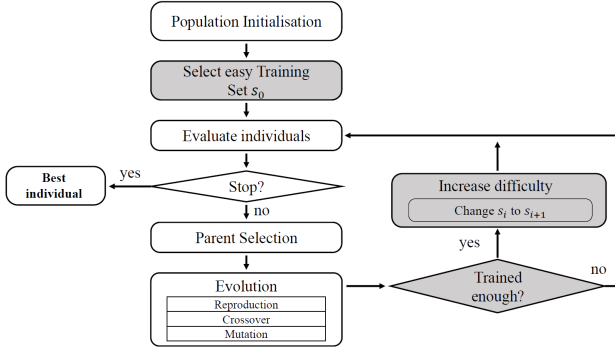 Population Initialisation
Select easy Training
Set s₀
Evaluate individuals
Best
individual
yes
Stop?
no
Parent Selection
Evolution
Reproduction
Crossover
Mutation
Increase difficulty
Change sᵢ to sᵢ₊₁
yes
Trained
enough?
no